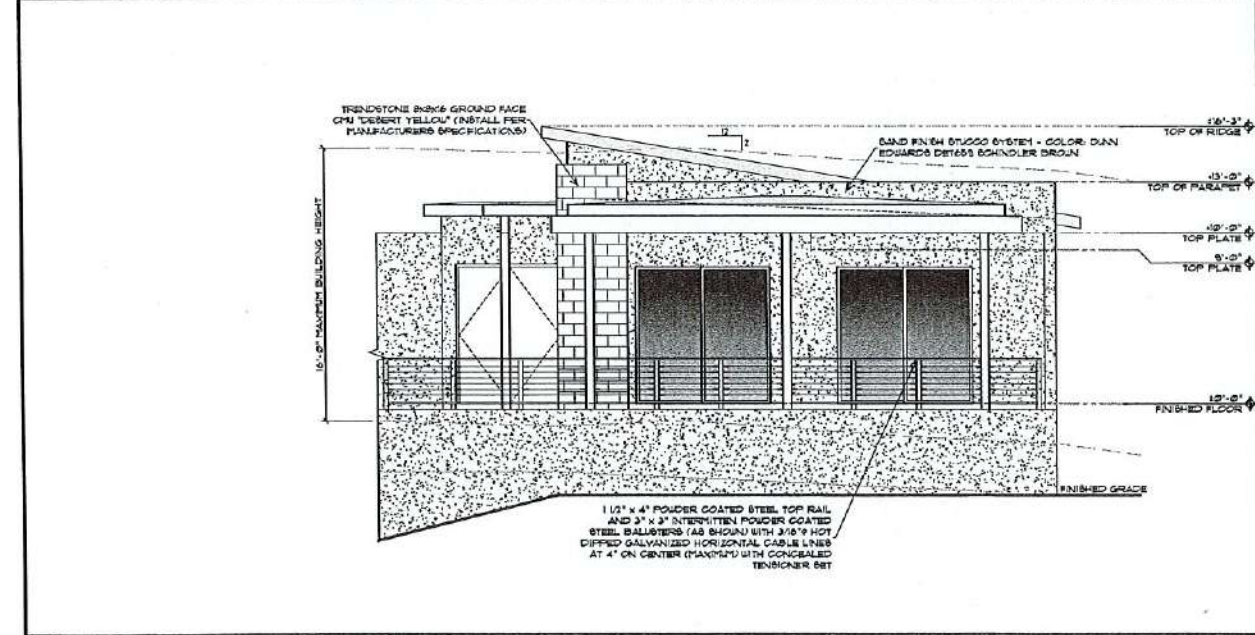 TRENDSTONE 8x8x16 GROUND FACE
CMU "DESERT YELLOW" (INSTALL PER
MANUFACTURERS SPECIFICATIONS)
12
2
SAND FINISH STUCCO SYSTEM - COLOR: DUNN
EDWARDS DET655 SCHINDLER BROWN
+16'-3"
TOP OF RIDGE
+13'-0"
TOP OF PARAPET
+10'-0"
TOP PLATE
9'-0"
TOP PLATE
16'-0" MAXIMUM BUILDING HEIGHT
±0'-0"
FINISHED FLOOR
FINISHED GRADE
1 1/2" x 4" POWDER COATED STEEL TOP RAIL
AND 3" x 3" INTERMITTEN POWDER COATED
STEEL BALUSTERS (AS SHOWN) WITH 3/16"φ HOT
DIPPED GALVANIZED HORIZONTAL CABLE LINES
AT 4" ON CENTER (MAXIMUM) WITH CONCEALED
TENSIONER SET